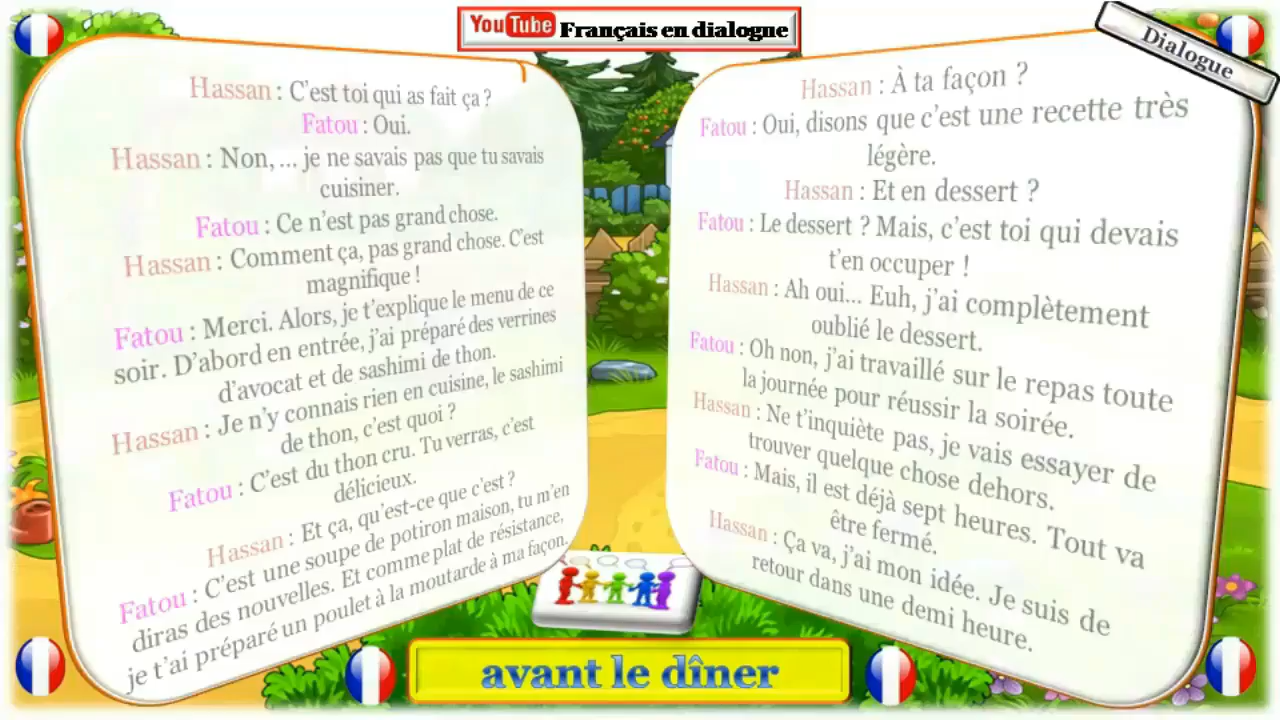 YouTube Français en dialogue
Dialogue
Hassan : C'est toi qui as fait ça ?
Fatou : Oui.
Hassan : Non, ... je ne savais pas que tu savais
cuisiner.
Fatou : Ce n'est pas grand chose.
Hassan : Comment ça, pas grand chose. C'est
magnifique !
Fatou : Merci. Alors, je t'explique le menu de ce
soir. D'abord en entrée, j'ai préparé des verrines
d'avocat et de sashimi de thon.
Hassan : Je n'y connais rien en cuisine, le sashimi
de thon, c'est quoi ?
Fatou : C'est du thon cru. Tu verras, c'est
délicieux.
Hassan : Et ça, qu'est-ce que c'est ?
Fatou : C'est une soupe de potiron maison, tu m'en
diras des nouvelles. Et comme plat de résistance,
je t'ai préparé un poulet à la moutarde à ma façon.
Hassan : À ta façon ?
Fatou : Oui, disons que c'est une recette très
légère.
Hassan : Et en dessert ?
Fatou : Le dessert ? Mais, c'est toi qui devais
t'en occuper !
Hassan : Ah oui... Euh, j'ai complètement
oublié le dessert.
Fatou : Oh non, j'ai travaillé sur le repas toute
la journée pour réussir la soirée.
Hassan : Ne t'inquiète pas, je vais essayer de
trouver quelque chose dehors.
Fatou : Mais, il est déjà sept heures. Tout va
être fermé.
Hassan : Ça va, j'ai mon idée. Je suis de
retour dans une demi heure.
avant le dîner